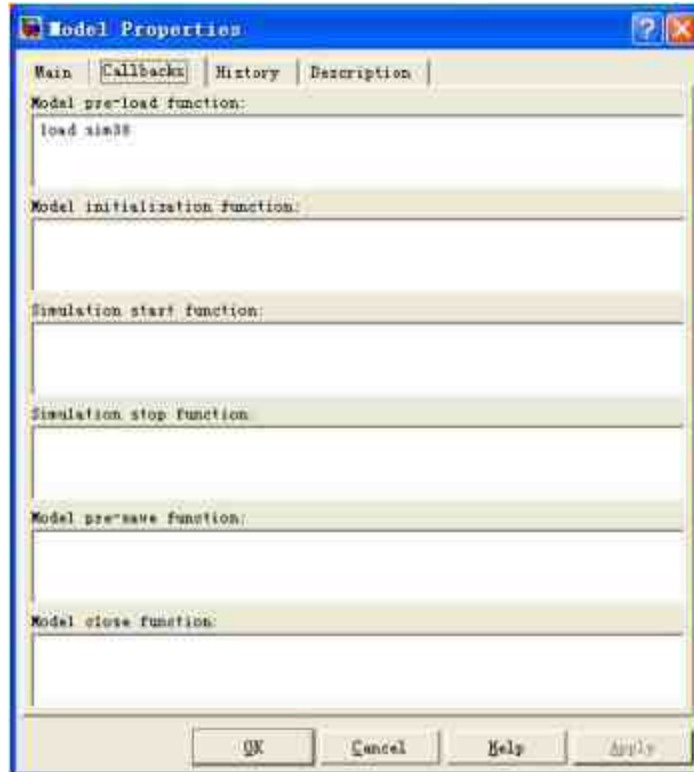 Model Properties
Main Callbacks History Description
Model pre-load function:
load sim38
Model initialization function:
Simulation start function:
Simulation stop function:
Model pre-save function:
Model close function:
OK Cancel Help Apply